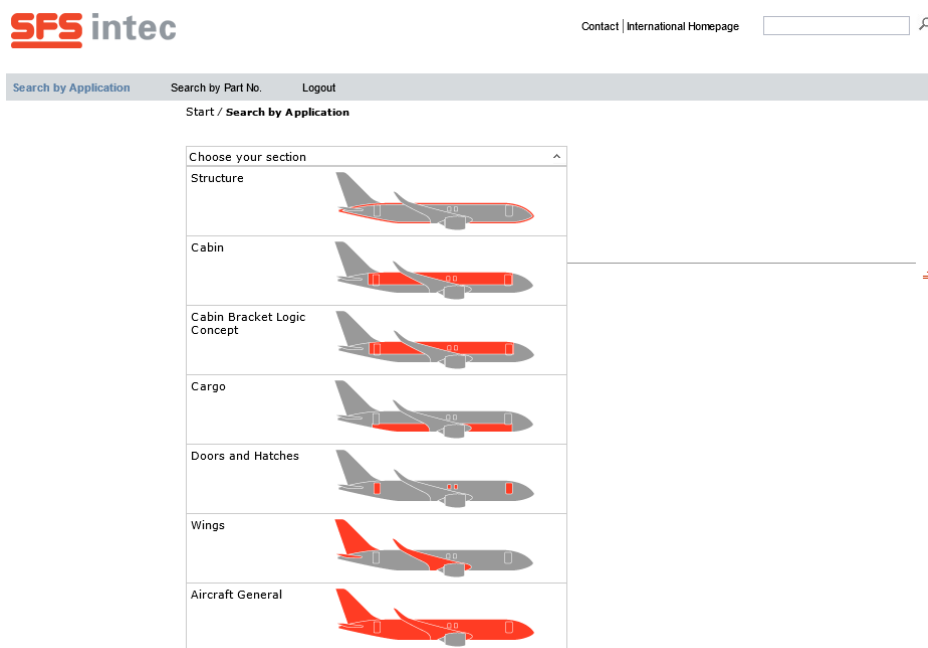 SFS intec
Contact | International Homepage
Search by Application Search by Part No. Logout
Start / Search by Application
Choose your section
Structure
Cabin
Cabin Bracket Logic
Concept
Cargo
Doors and Hatches
Wings
Aircraft General